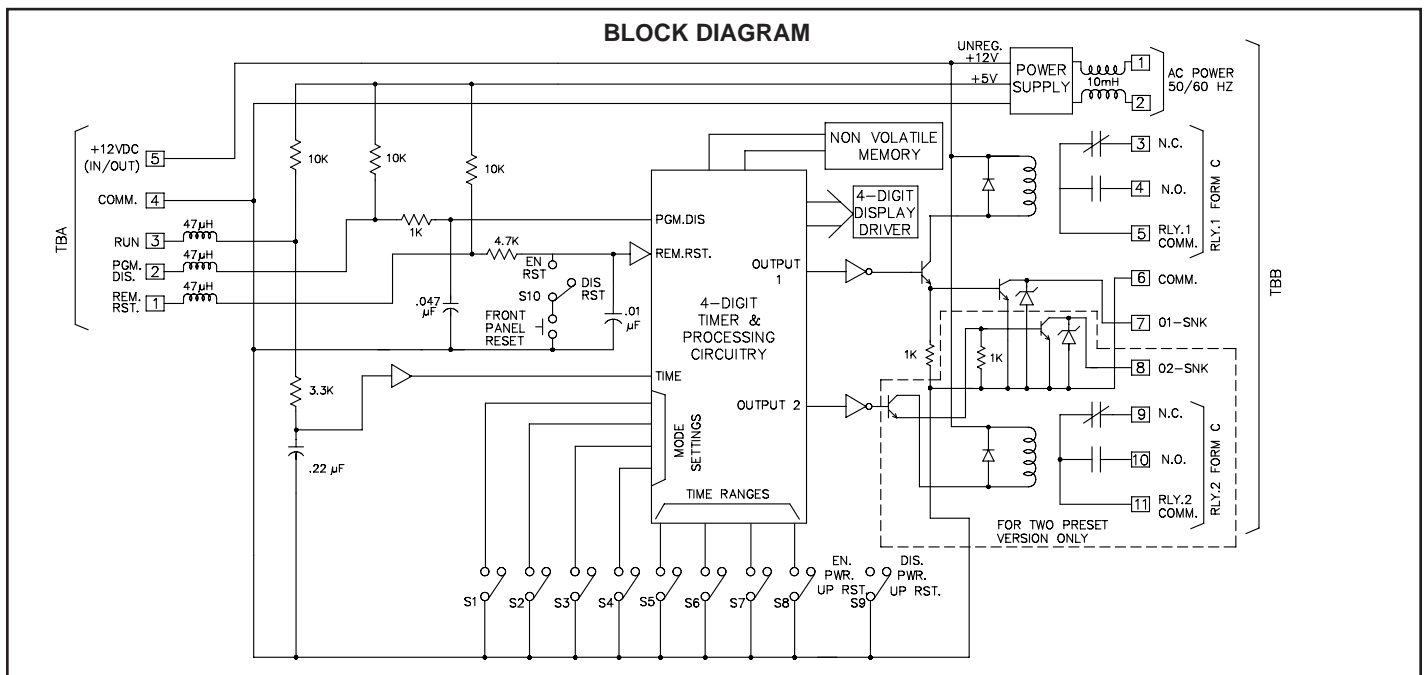 BLOCK DIAGRAM
UNREG.
+12V
+5V
POWER
SUPPLY
10mH
1
2
AC POWER
50/60 HZ
TBA
+12VDC
(IN/OUT)
5
COMM.
4
RUN
3
47µH
PGM.
DIS.
2
47µH
REM.
RST.
1
47µH
10K
10K
10K
1K
4.7K
EN
RST
DIS
RST
S10
FRONT
PANEL
RESET
.047
µF
.01
µF
3.3K
.22 µF
NON VOLATILE
MEMORY
4-DIGIT
DISPLAY
DRIVER
PGM.DIS
REM.RST.
OUTPUT
1
4-DIGIT
TIMER &
PROCESSING
CIRCUITRY
TIME
OUTPUT 2
MODE
SETTINGS
TIME RANGES
S1
S2
S3
S4
S5
S6
S7
S8
S9
EN.
PWR.
UP RST.
DIS.
PWR.
UP RST.
1K
1K
3
N.C.
4
N.O.
5
RLY.1
COMM.
RLY.1 FORM C
6
COMM.
7
O1-SNK
8
O2-SNK
9
N.C.
10
N.O.
11
RLY.2
COMM.
RLY.2 FORM C
TBB
FOR TWO PRESET
VERSION ONLY